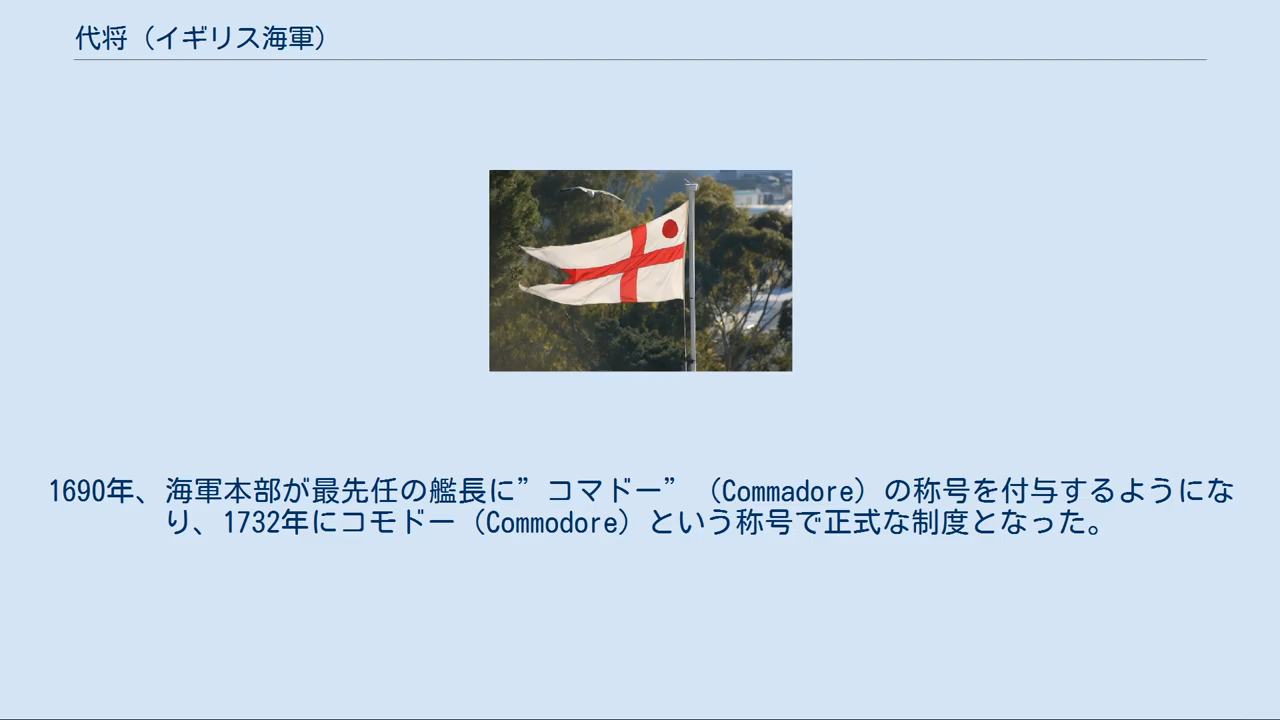 代将（イギリス海軍）
1690年、海軍本部が最先任の艦長に”コマドー”（Commadore）の称号を付与するようにな
り、1732年にコモドー（Commodore）という称号で正式な制度となった。